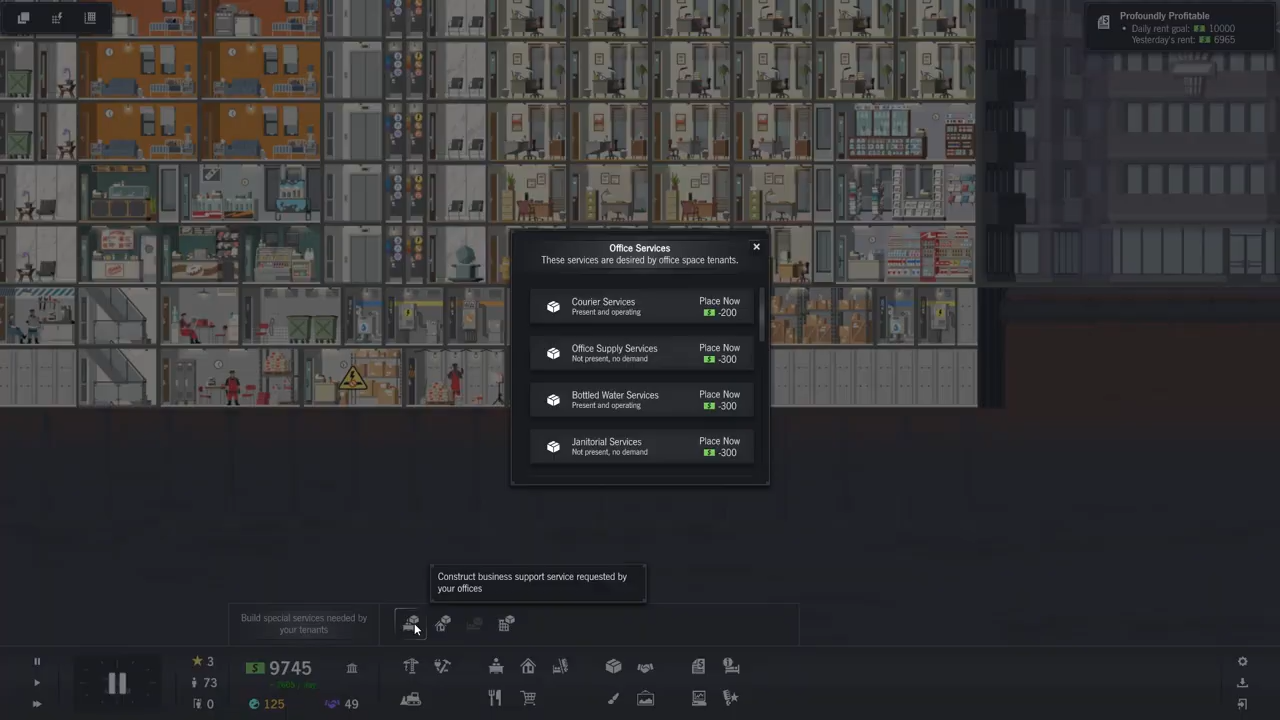 Profoundly Profitable
• Daily rent goal: 10000
Yesterday's rent: 6965
Office Services
These services are desired by office space tenants.
Courier Services
Present and operating
Place Now
-200
Office Supply Services
Not present, no demand
Place Now
-300
Bottled Water Services
Present and operating
Place Now
-300
Janitorial Services
Not present, no demand
Place Now
-300
Construct business support service requested by
your offices
Build special services needed by
your tenants
3
73
0
9745
125
49